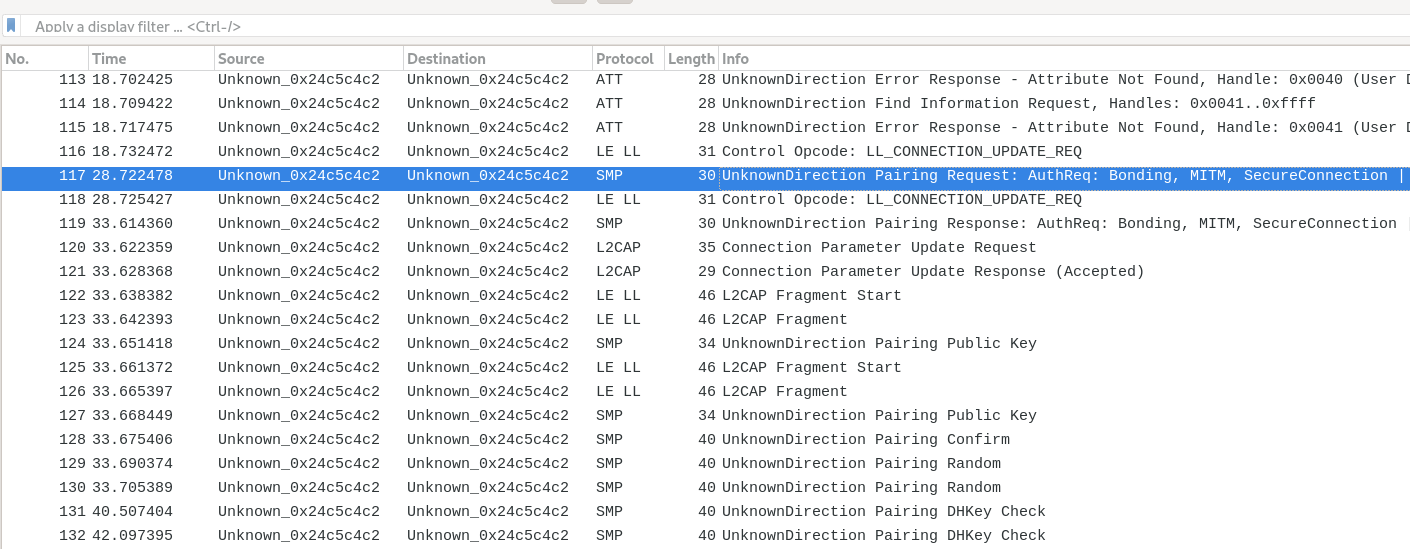 Apply a display filter ... <Ctrl-/>
No. Time Source Destination Protocol Length Info
113 18.702425 Unknown_0x24c5c4c2 Unknown_0x24c5c4c2 ATT 28 UnknownDirection Error Response - Attribute Not Found, Handle: 0x0040 (User D
114 18.709422 Unknown_0x24c5c4c2 Unknown_0x24c5c4c2 ATT 28 UnknownDirection Find Information Request, Handles: 0x0041..0xffff
115 18.717475 Unknown_0x24c5c4c2 Unknown_0x24c5c4c2 ATT 28 UnknownDirection Error Response - Attribute Not Found, Handle: 0x0041 (User D
116 18.732472 Unknown_0x24c5c4c2 Unknown_0x24c5c4c2 LE LL 31 Control Opcode: LL_CONNECTION_UPDATE_REQ
117 28.722478 Unknown_0x24c5c4c2 Unknown_0x24c5c4c2 SMP 30 UnknownDirection Pairing Request: AuthReq: Bonding, MITM, SecureConnection |
118 28.725427 Unknown_0x24c5c4c2 Unknown_0x24c5c4c2 LE LL 31 Control Opcode: LL_CONNECTION_UPDATE_REQ
119 33.614360 Unknown_0x24c5c4c2 Unknown_0x24c5c4c2 SMP 30 UnknownDirection Pairing Response: AuthReq: Bonding, MITM, SecureConnection
120 33.622359 Unknown_0x24c5c4c2 Unknown_0x24c5c4c2 L2CAP 35 Connection Parameter Update Request
121 33.628368 Unknown_0x24c5c4c2 Unknown_0x24c5c4c2 L2CAP 29 Connection Parameter Update Response (Accepted)
122 33.638382 Unknown_0x24c5c4c2 Unknown_0x24c5c4c2 LE LL 46 L2CAP Fragment Start
123 33.642393 Unknown_0x24c5c4c2 Unknown_0x24c5c4c2 LE LL 46 L2CAP Fragment
124 33.651418 Unknown_0x24c5c4c2 Unknown_0x24c5c4c2 SMP 34 UnknownDirection Pairing Public Key
125 33.661372 Unknown_0x24c5c4c2 Unknown_0x24c5c4c2 LE LL 46 L2CAP Fragment Start
126 33.665397 Unknown_0x24c5c4c2 Unknown_0x24c5c4c2 LE LL 46 L2CAP Fragment
127 33.668449 Unknown_0x24c5c4c2 Unknown_0x24c5c4c2 SMP 34 UnknownDirection Pairing Public Key
128 33.675406 Unknown_0x24c5c4c2 Unknown_0x24c5c4c2 SMP 40 UnknownDirection Pairing Confirm
129 33.690374 Unknown_0x24c5c4c2 Unknown_0x24c5c4c2 SMP 40 UnknownDirection Pairing Random
130 33.705389 Unknown_0x24c5c4c2 Unknown_0x24c5c4c2 SMP 40 UnknownDirection Pairing Random
131 40.507404 Unknown_0x24c5c4c2 Unknown_0x24c5c4c2 SMP 40 UnknownDirection Pairing DHKey Check
132 42.097395 Unknown_0x24c5c4c2 Unknown_0x24c5c4c2 SMP 40 UnknownDirection Pairing DHKey Check